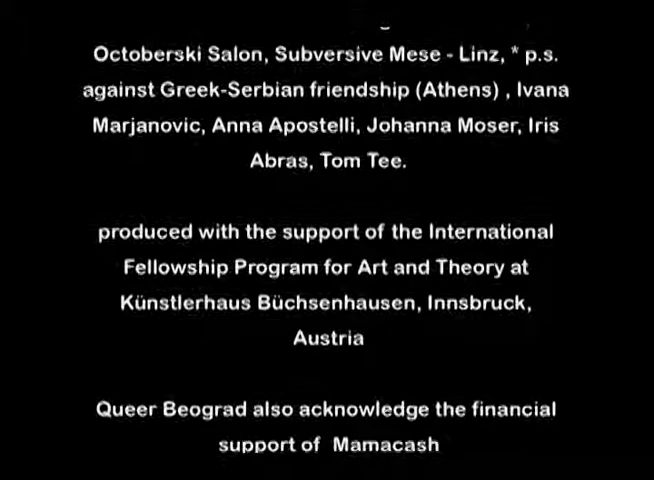 Octoberski Salon, Subversive Mese - Linz, * p.s.
against Greek-Serbian friendship (Athens) , Ivana
Marjanovic, Anna Apostelli, Johanna Moser, Iris
Abras, Tom Tee.
produced with the support of the International
Fellowship Program for Art and Theory at
Künstlerhaus Büchsenhausen, Innsbruck,
Austria
Queer Beograd also acknowledge the financial
support of Mamacash